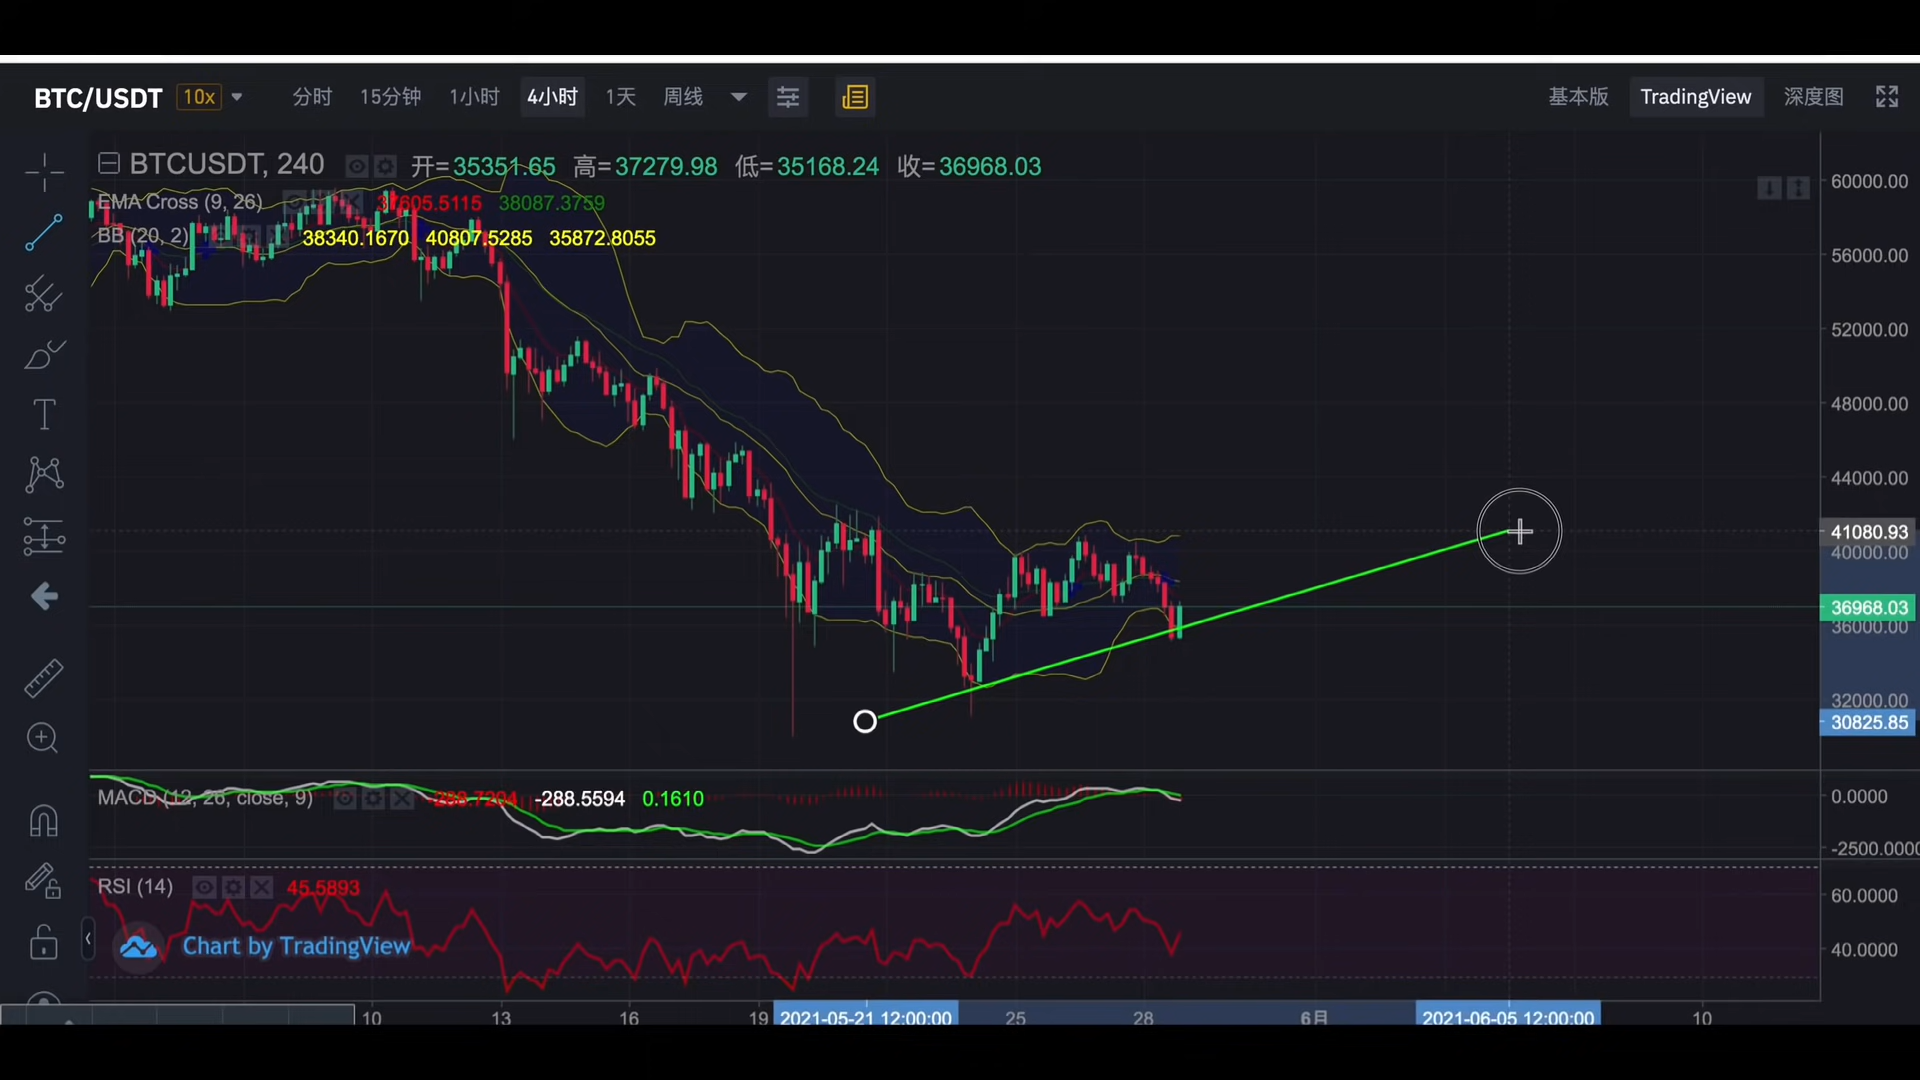 BTC/USDT 10x 分时 15分钟 1小时 4小时 1天 周线 基本版 TradingView 深度图
BTCUSDT, 240 开=35351.65 高=37279.98 低=35168.24 收=36968.03
EMA Cross (9, 26) 37605.5115 38087.3759
BB (20, 2) 38340.1670 40807.5285 35872.8055
60000.00
56000.00
52000.00
48000.00
44000.00
41080.93
40000.00
36968.03
36000.00
32000.00
30825.85
MACD (12, 26, close, 9) -288.5594 0.1610
0.0000
-2500.0000
RSI (14) 45.5893
60.0000
Chart by TradingView
40.0000
10 13 16 19 2021-05-21 12:00:00 25 28 6月 2021-06-05 12:00:00 10